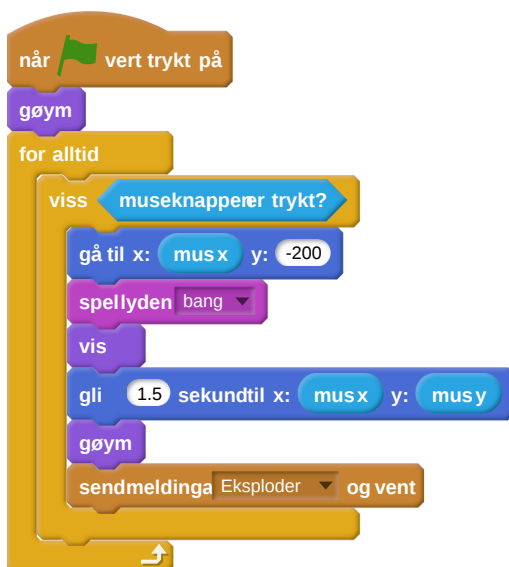 når vert trykt på
gøym
for alltid
viss museknappen er trykt?
gå til x: mus x y: -200
spel lyden bang
vis
gli 1.5 sekund til x: mus x y: mus y
gøym
send meldinga Eksploder og vent